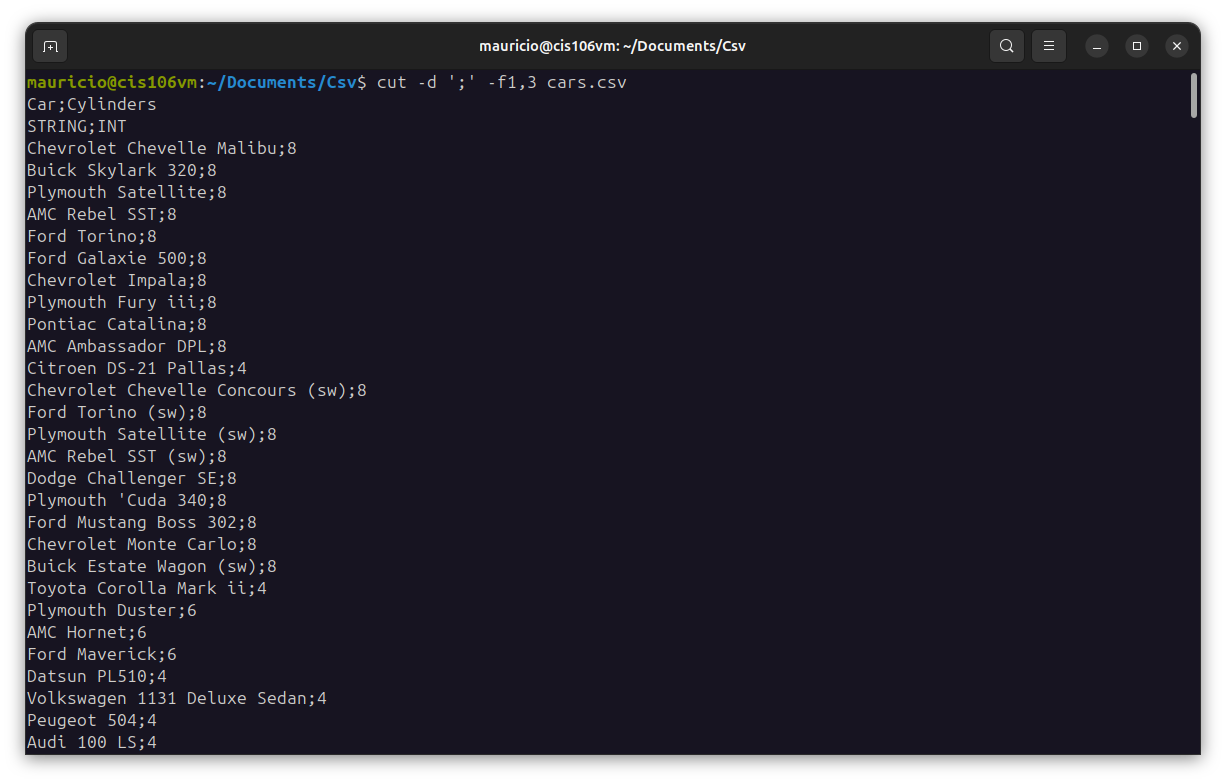 mauricio@cis106vm: ~/Documents/Csv
mauricio@cis106vm:~/Documents/Csv$ cut -d ';' -f1,3 cars.csv
Car;Cylinders
STRING;INT
Chevrolet Chevelle Malibu;8
Buick Skylark 320;8
Plymouth Satellite;8
AMC Rebel SST;8
Ford Torino;8
Ford Galaxie 500;8
Chevrolet Impala;8
Plymouth Fury iii;8
Pontiac Catalina;8
AMC Ambassador DPL;8
Citroen DS-21 Pallas;4
Chevrolet Chevelle Concours (sw);8
Ford Torino (sw);8
Plymouth Satellite (sw);8
AMC Rebel SST (sw);8
Dodge Challenger SE;8
Plymouth 'Cuda 340;8
Ford Mustang Boss 302;8
Chevrolet Monte Carlo;8
Buick Estate Wagon (sw);8
Toyota Corolla Mark ii;4
Plymouth Duster;6
AMC Hornet;6
Ford Maverick;6
Datsun PL510;4
Volkswagen 1131 Deluxe Sedan;4
Peugeot 504;4
Audi 100 LS;4